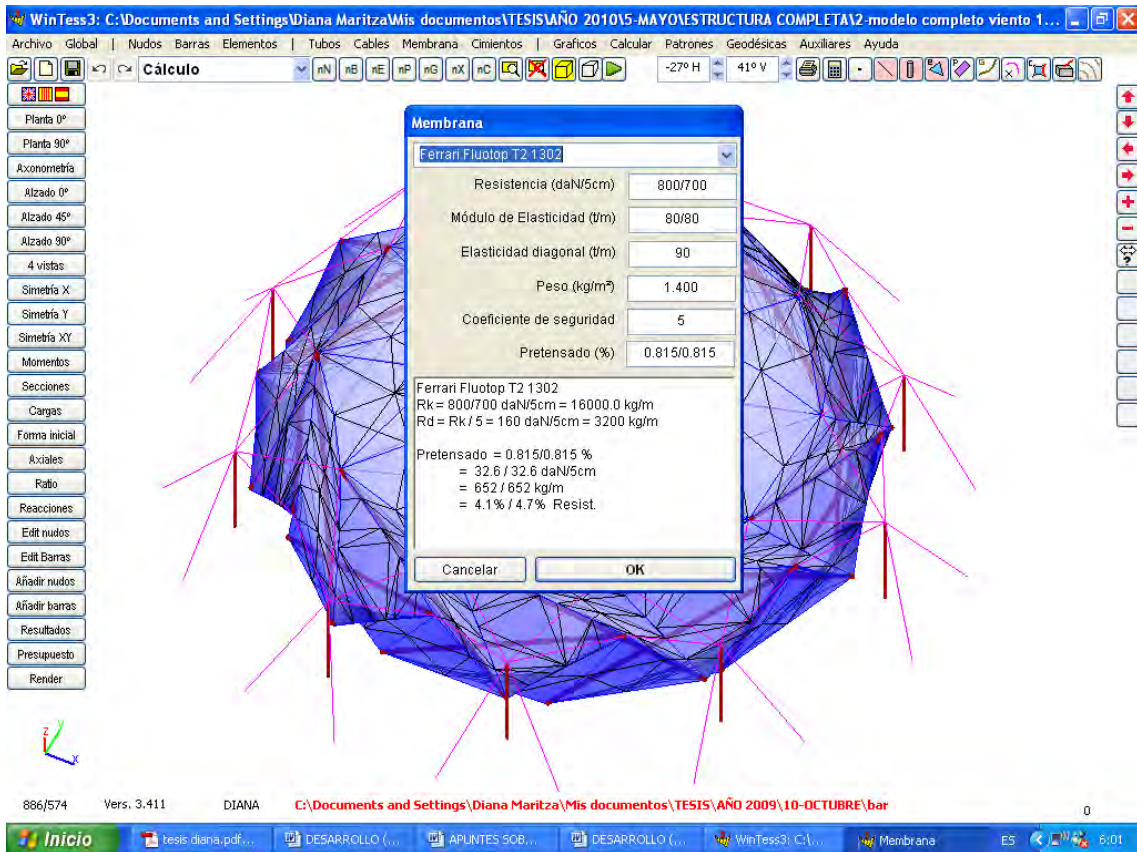 WinTess3: C:\Documents and Settings\Diana Maritza\Mis documentos\TESIS\AÑO 2010\5-MAYO\ESTRUCTURA COMPLETA\2-modelo completo viento 1...
Archivo Global | Nudos Barras Elementos | Tubos Cables Membrana Cimientos | Graficos Calcular Patrones Geodésicas Auxiliares Ayuda
Cálculo nN nB nE nP nG nX nC -27º H 41º V
Planta 0º
Planta 90º
Axonometría
Alzado 0º
Alzado 45º
Alzado 90º
4 vistas
Simetría X
Simetría Y
Simetría XY
Momentos
Secciones
Cargas
Forma inicial
Axiales
Ratio
Reacciones
Edit nudos
Edit Barras
Añadir nudos
Añadir barras
Resultados
Presupuesto
Render
Membrana
Ferrari Fluotop T2 1302
Resistencia (daN/5cm) 800/700
Módulo de Elasticidad (t/m) 80/80
Elasticidad diagonal (t/m) 90
Peso (kg/m²) 1.400
Coeficiente de seguridad 5
Pretensado (%) 0.815/0.815
Ferrari Fluotop T2 1302
Rk = 800/700 daN/5cm = 16000.0 kg/m
Rd = Rk / 5 = 160 daN/5cm = 3200 kg/m
Pretensado = 0.815/0.815 %
= 32.6 / 32.6 daN/5cm
= 652 / 652 kg/m
= 4.1% / 4.7% Resist.
Cancelar OK
?
z y x
886/574 Vers. 3.411 DIANA C:\Documents and Settings\Diana Maritza\Mis documentos\TESIS\AÑO 2009\10-OCTUBRE\bar 0
Inicio tesis diana.pdf... DESARROLLO (... APUNTES SOB... DESARROLLO (... WinTess3: C:\... Membrana ES 6:01